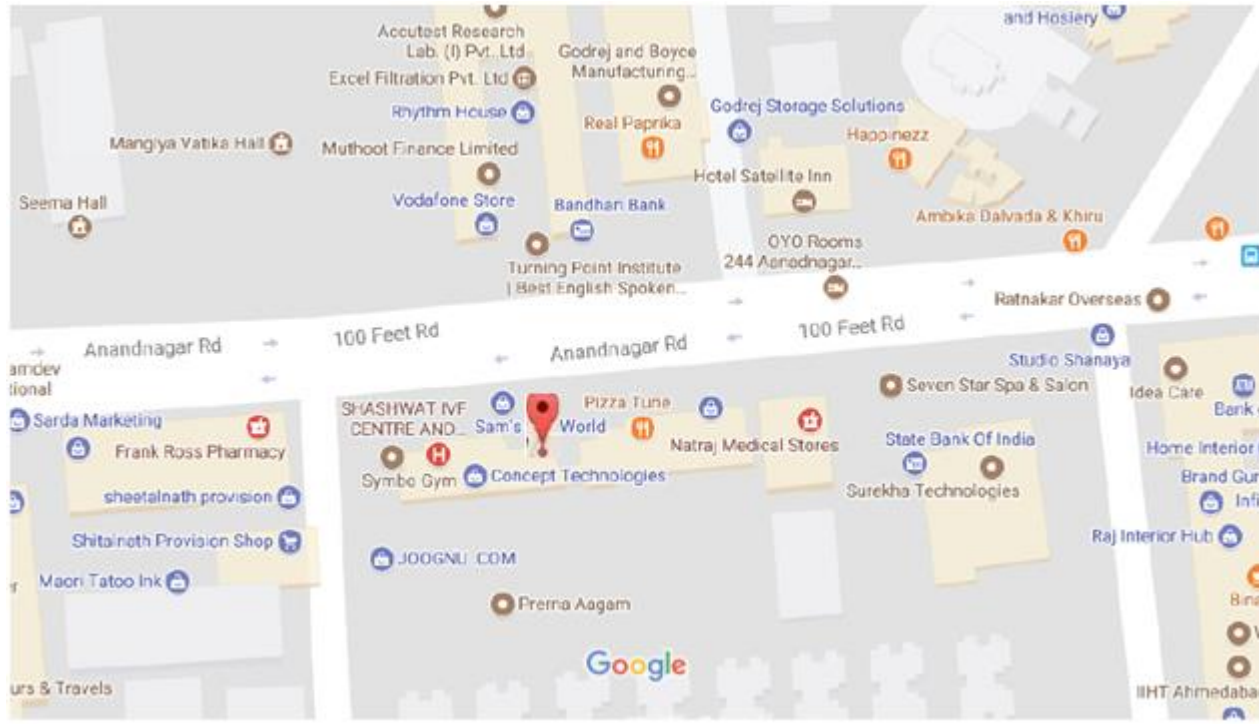 and Hosiery
Accutest Research
Lab. (I) Pvt. Ltd
Godrej and Boyce
Manufacturing...
Excel Filtration Pvt. Ltd
Rhythm House
Godrej Storage Solutions
Real Paprika
Happinezz
Mangiya Vatika Hall
Muthoot Finance Limited
Hotel Satellite Inn
Seema Hall
Vodafone Store
Bandhan Bank
Ambika Dalvada & Khiru
OYO Rooms
244 Aanadnagar...
Turning Point Institute
| Best English Spoken...
Ratnakar Overseas
100 Feet Rd
100 Feet Rd
Anandnagar Rd
Anandnagar Rd
Studio Shanaya
amdev
tional
Seven Star Spa & Salon
Idea Care
SHASHWAT IVF
CENTRE AND...
Pizza Tune
Bank
Sarda Marketing
Sam's
World
Frank Ross Pharmacy
Natraj Medical Stores
State Bank Of India
Home Interior
Symbo Gym
Concept Technologies
Surekha Technologies
Brand Gur
sheetalnath provision
Infi
Shitalnath Provision Shop
Raj Interior Hub
JOOGNU .COM
Maori Tatoo Ink
Prerna Aagam
Bina
Google
urs & Travels
IIHT Ahmedaba